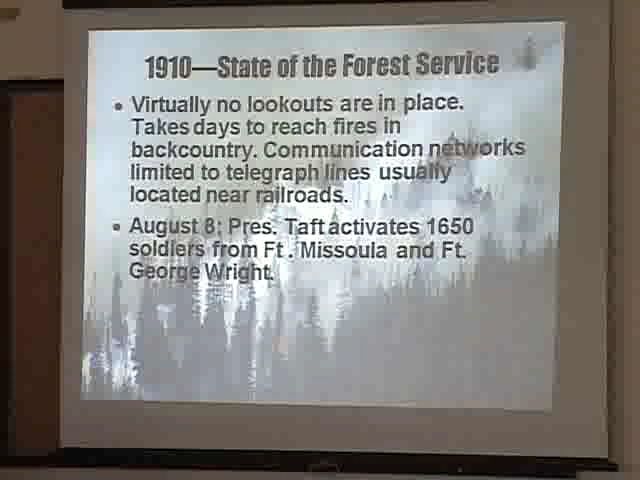 1910—State of the Forest Service
• Virtually no lookouts are in place.
Takes days to reach fires in
backcountry. Communication networks
limited to telegraph lines usually
located near railroads.
• August 8: Pres. Taft activates 1650
soldiers from Ft. Missoula and Ft.
George Wright.